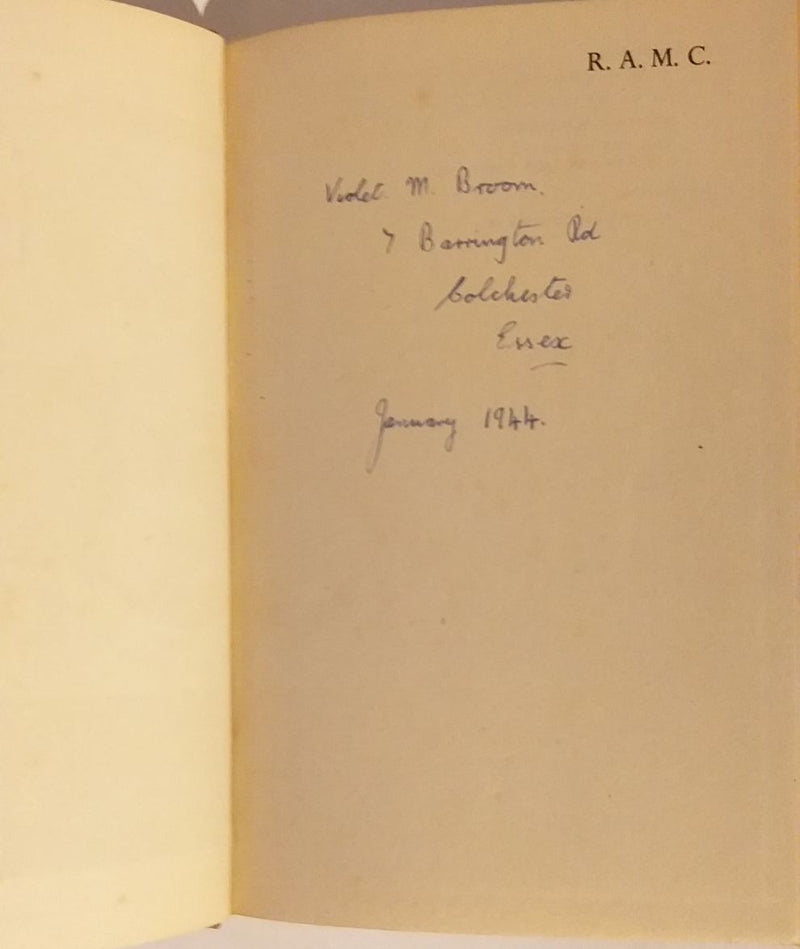 R. A. M. C.
Violet M. Broom.
7 Barrington Rd
Colchester
Essex
January 1944.